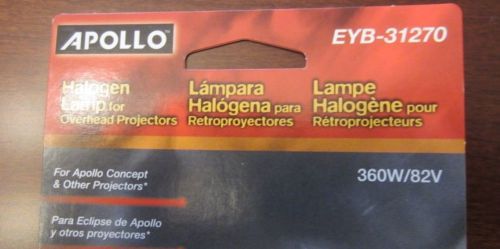 APOLLO™
EYB-31270
Halogen
Lamp for
Overhead Projectors
Lámpara
Halógena para
Retroproyectores
Lampe
Halogène pour
Rétroprojecteurs
For Apollo Concept
& Other Projectors*
360W/82V
Para Eclipse de Apollo
y otros proyectores*